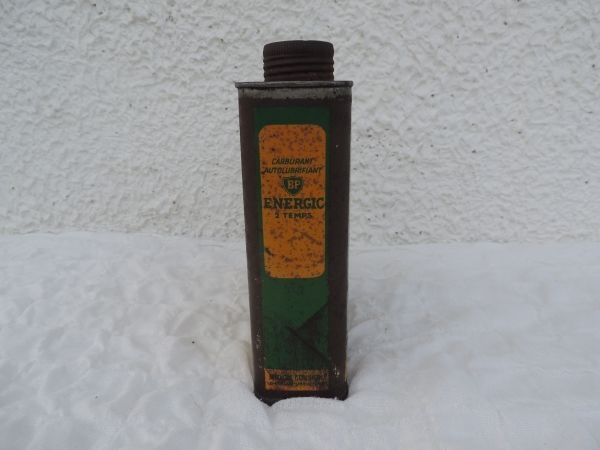 CARBURANT
"AUTOLUBRIFIANT"
BP
ENERGIC
2 TEMPS